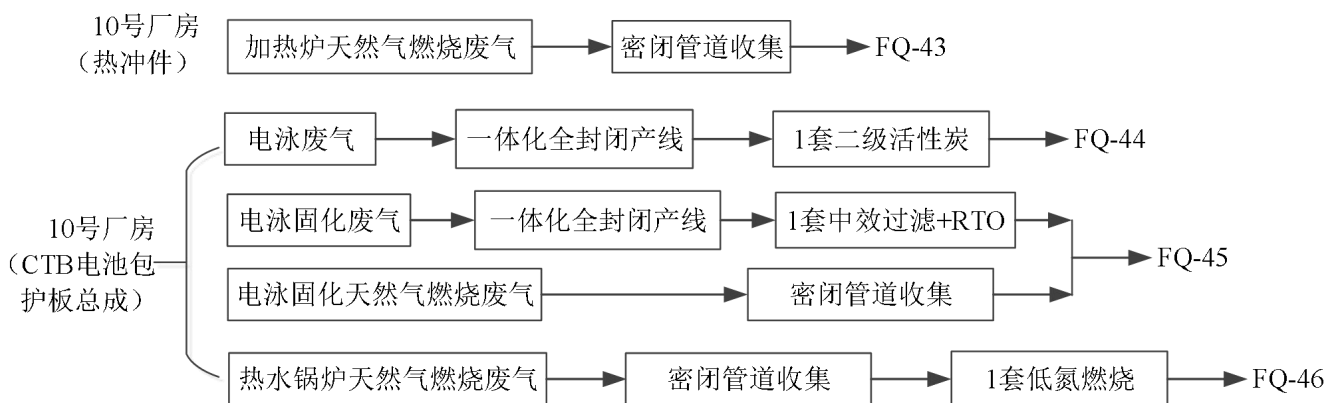 10号厂房
（热冲件）
加热炉天然气燃烧废气
密闭管道收集
FQ-43
电泳废气
一体化全封闭产线
1套二级活性炭
FQ-44
10号厂房
（CTB电池包
护板总成）
电泳固化废气
一体化全封闭产线
1套中效过滤+RTO
FQ-45
电泳固化天然气燃烧废气
密闭管道收集
热水锅炉天然气燃烧废气
密闭管道收集
1套低氮燃烧
FQ-46